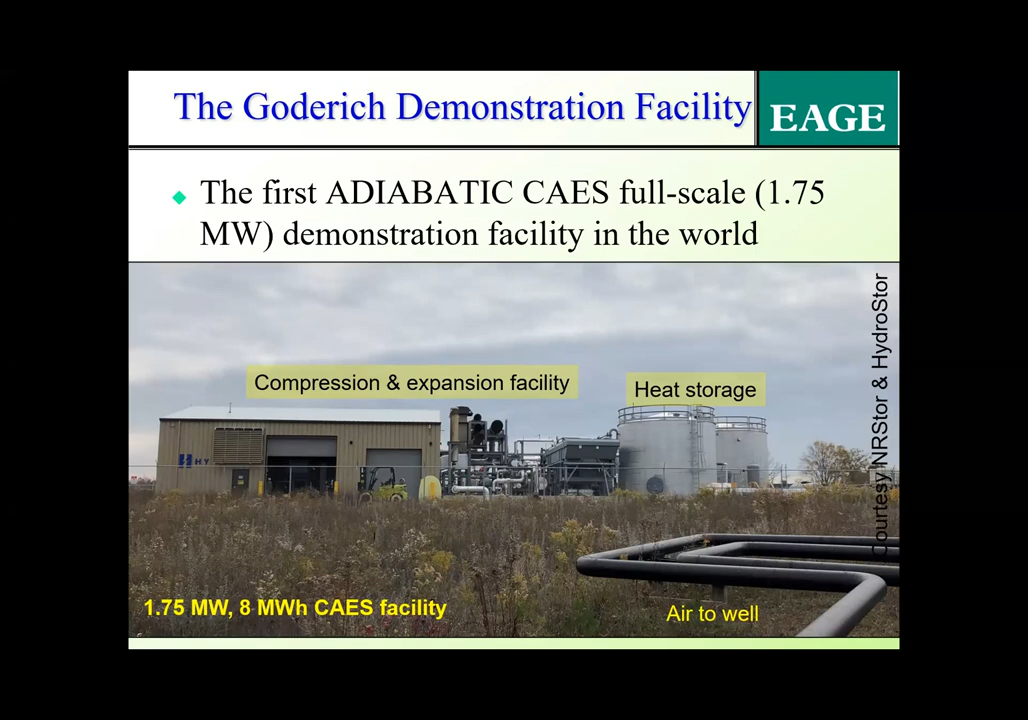 The Goderich Demonstration Facility
EAGE
The first ADIABATIC CAES full-scale (1.75
MW) demonstration facility in the world
Courtesy NRStor & HydroStor
Compression & expansion facility
Heat storage
HY
1.75 MW, 8 MWh CAES facility
Air to well